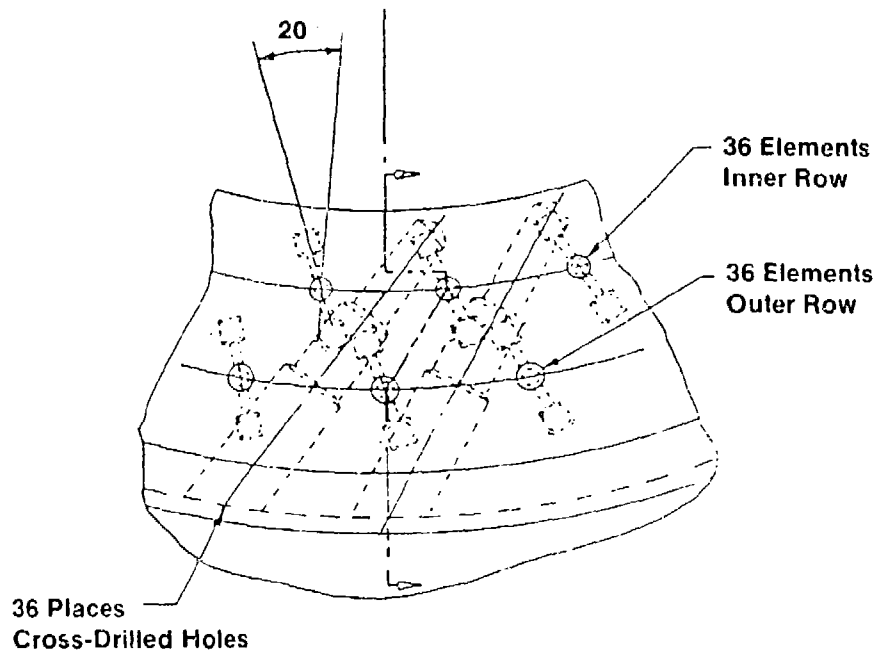 20
36 Elements
Inner Row
36 Elements
Outer Row
36 Places
Cross-Drilled Holes